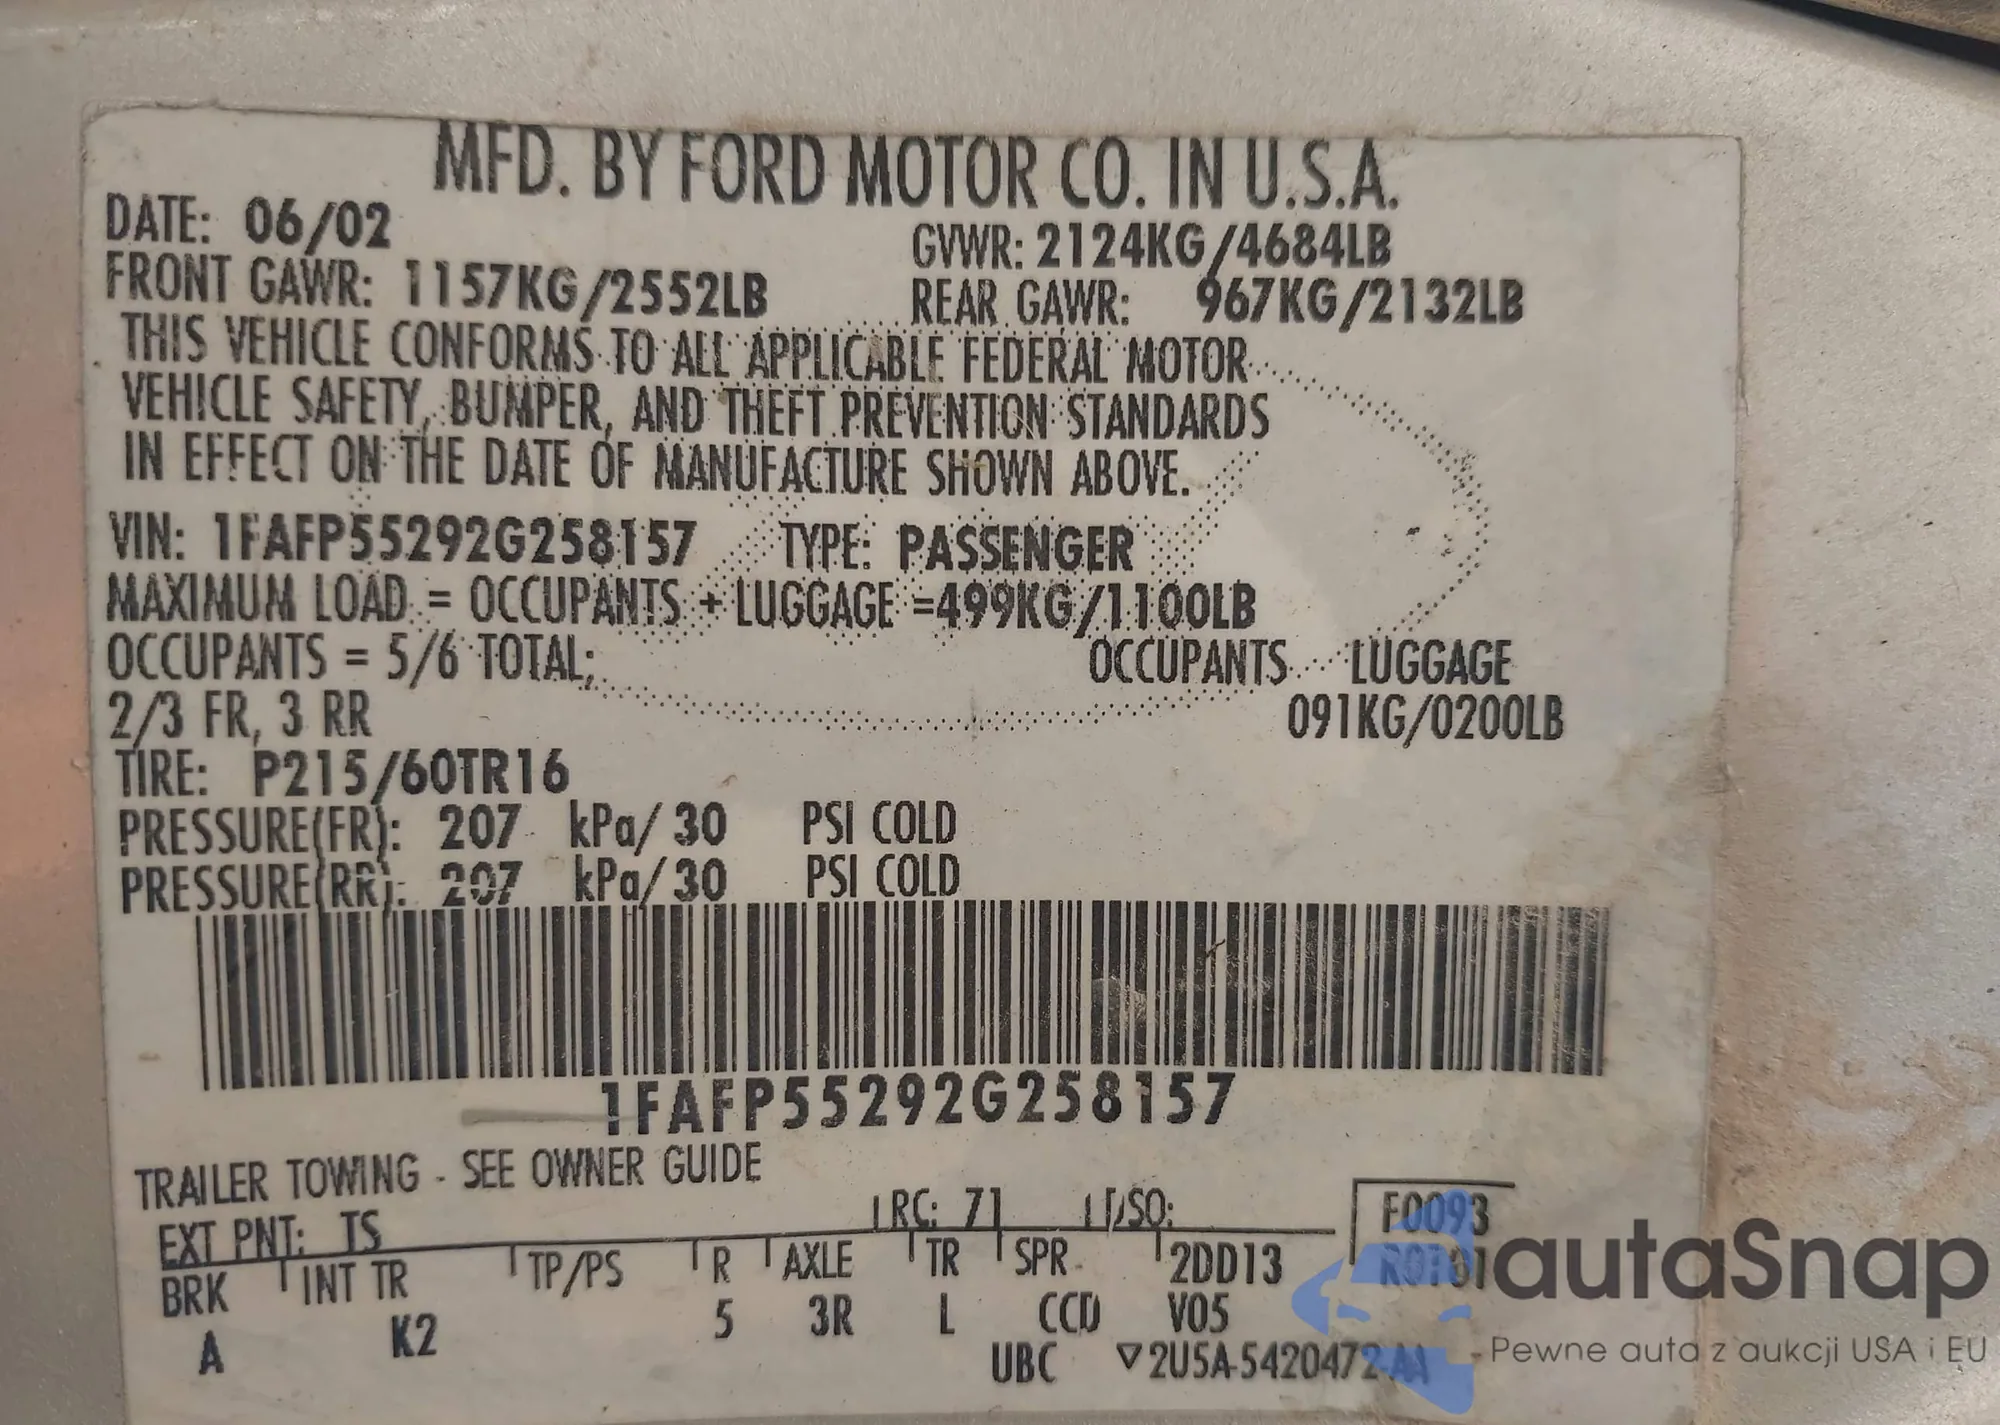 MFD. BY FORD MOTOR CO. IN U.S.A.
DATE: 06/02 GVWR: 2124KG/4684LB
FRONT GAWR: 1157KG/2552LB REAR GAWR: 967KG/2132LB
THIS VEHICLE CONFORMS TO ALL APPLICABLE FEDERAL MOTOR
VEHICLE SAFETY, BUMPER, AND THEFT PREVENTION STANDARDS
IN EFFECT ON THE DATE OF MANUFACTURE SHOWN ABOVE.
VIN: 1FAFP55292G258157 TYPE: PASSENGER
MAXIMUM LOAD = OCCUPANTS + LUGGAGE =499KG/1100LB
OCCUPANTS = 5/6 TOTAL; OCCUPANTS LUGGAGE
2/3 FR, 3 RR 091KG/0200LB
TIRE: P215/60TR16
PRESSURE(FR): 207 kPa/ 30 PSI COLD
PRESSURE(RR): 207 kPa/ 30 PSI COLD
1FAFP55292G258157
TRAILER TOWING - SEE OWNER GUIDE
EXT PNT: TS RC: 71 DSO: F0093
BRK INT TR TP/PS R AXLE TR SPR 2DD13
A K2 5 3R L CCD V05
UBC ▽2U5A-5420472-AA
autaSnap
Pewne auta z aukcji USA i EU